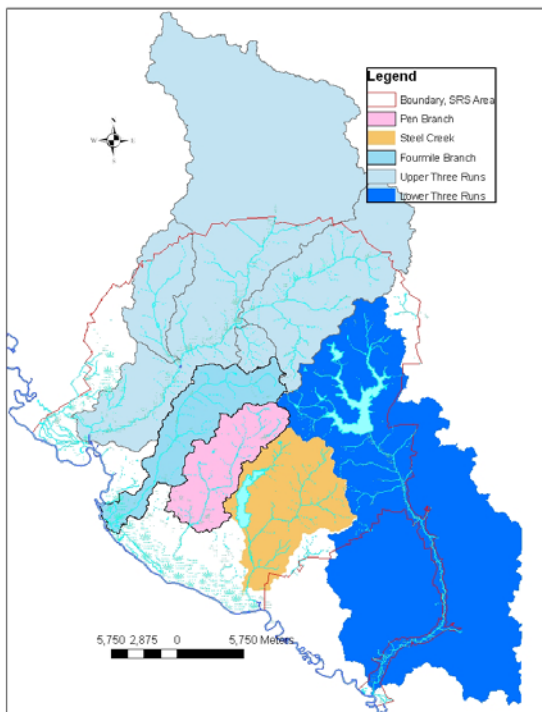 Legend
Boundary, SRS Area
Pen Branch
Steel Creek
Fourmile Branch
Upper Three Runs
Lower Three Runs
N
W E
S
5,750 2,875 0 5,750 Meters